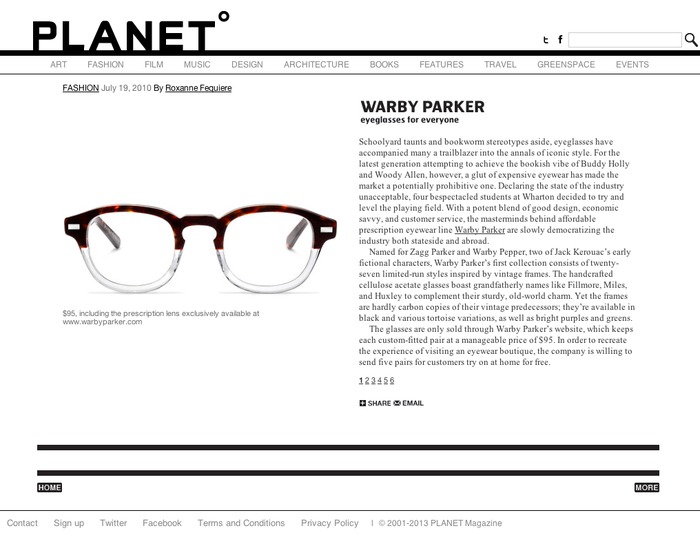 PLANET°
ART FASHION FILM MUSIC DESIGN ARCHITECTURE BOOKS FEATURES TRAVEL GREENSPACE EVENTS
FASHION July 19, 2010 By Roxanne Fequiere
WARBY PARKER
eyeglasses for everyone
Schoolyard taunts and bookworm stereotypes aside, eyeglasses have
accompanied many a trailblazer into the annals of iconic style. For the
latest generation attempting to achieve the bookish vibe of Buddy Holly
and Woody Allen, however, a glut of expensive eyewear has made the
market a potentially prohibitive one. Declaring the state of the industry
unacceptable, four bespectacled students at Wharton decided to try and
level the playing field. With a potent blend of good design, economic
savvy, and customer service, the masterminds behind affordable
prescription eyewear line Warby Parker are slowly democratizing the
industry both stateside and abroad.
Named for Zagg Parker and Warby Pepper, two of Jack Kerouac's early
fictional characters, Warby Parker's first collection consists of twenty-
seven limited-run styles inspired by vintage frames. The handcrafted
cellulose acetate glasses boast grandfatherly names like Fillmore, Miles,
and Huxley to complement their sturdy, old-world charm. Yet the frames
are hardly carbon copies of their vintage predecessors; they're available in
black and various tortoise variations, as well as bright purples and greens.
The glasses are only sold through Warby Parker's website, which keeps
each custom-fitted pair at a manageable price of $95. In order to recreate
the experience of visiting an eyewear boutique, the company is willing to
send five pairs for customers try on at home for free.
$95, including the prescription lens exclusively available at
www.warbyparker.com
1 2 3 4 5 6
SHARE EMAIL
HOME MORE
Contact Sign up Twitter Facebook Terms and Conditions Privacy Policy | © 2001-2013 PLANET Magazine